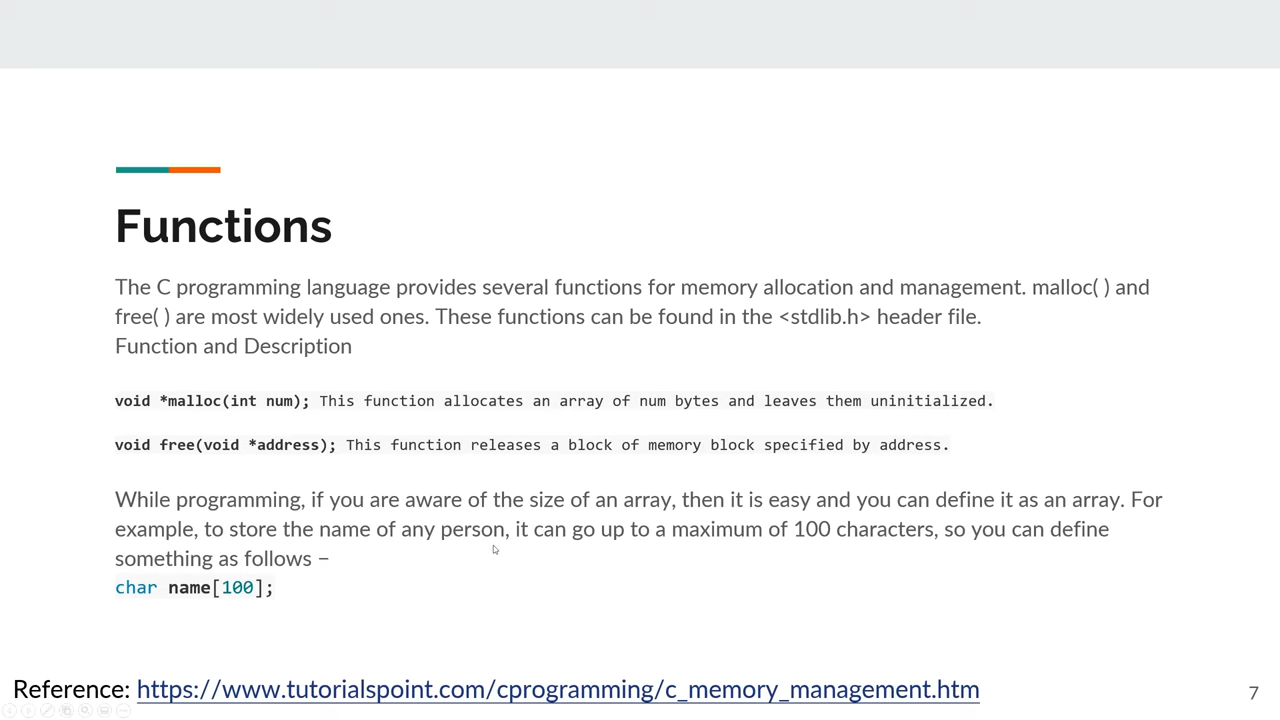 Functions
The C programming language provides several functions for memory allocation and management. malloc( ) and
free( ) are most widely used ones. These functions can be found in the <stdlib.h> header file.
Function and Description
void *malloc(int num); This function allocates an array of num bytes and leaves them uninitialized.
void free(void *address); This function releases a block of memory block specified by address.
While programming, if you are aware of the size of an array, then it is easy and you can define it as an array. For
example, to store the name of any person, it can go up to a maximum of 100 characters, so you can define
something as follows −
char name[100];
Reference: https://www.tutorialspoint.com/cprogramming/c_memory_management.htm
7